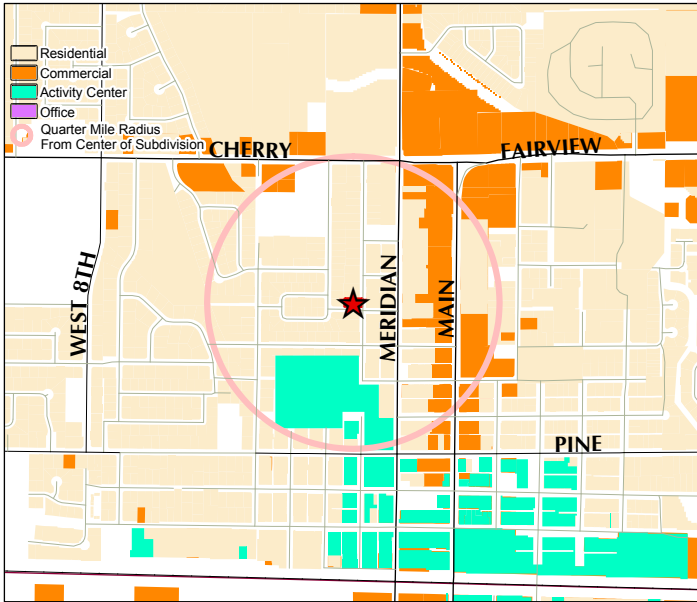 Residential
Commercial
Activity Center
Office
Quarter Mile Radius
From Center of Subdivision
CHERRY
FAIRVIEW
WEST 8TH
MERIDIAN
MAIN
PINE